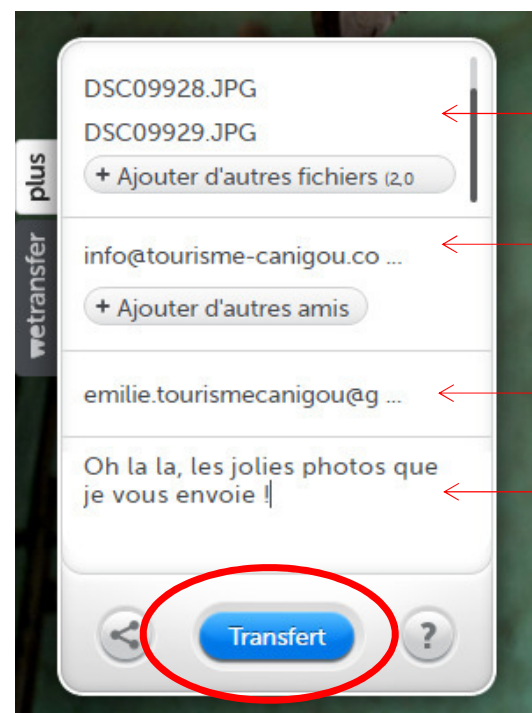 DSC09928.JPG
DSC09929.JPG
+ Ajouter d'autres fichiers (2,0
plus
wetransfer
info@tourisme-canigou.co ...
+ Ajouter d'autres amis
emilie.tourismecanigou@g ...
Oh la la, les jolies photos que
je vous envoie !
Transfert
?